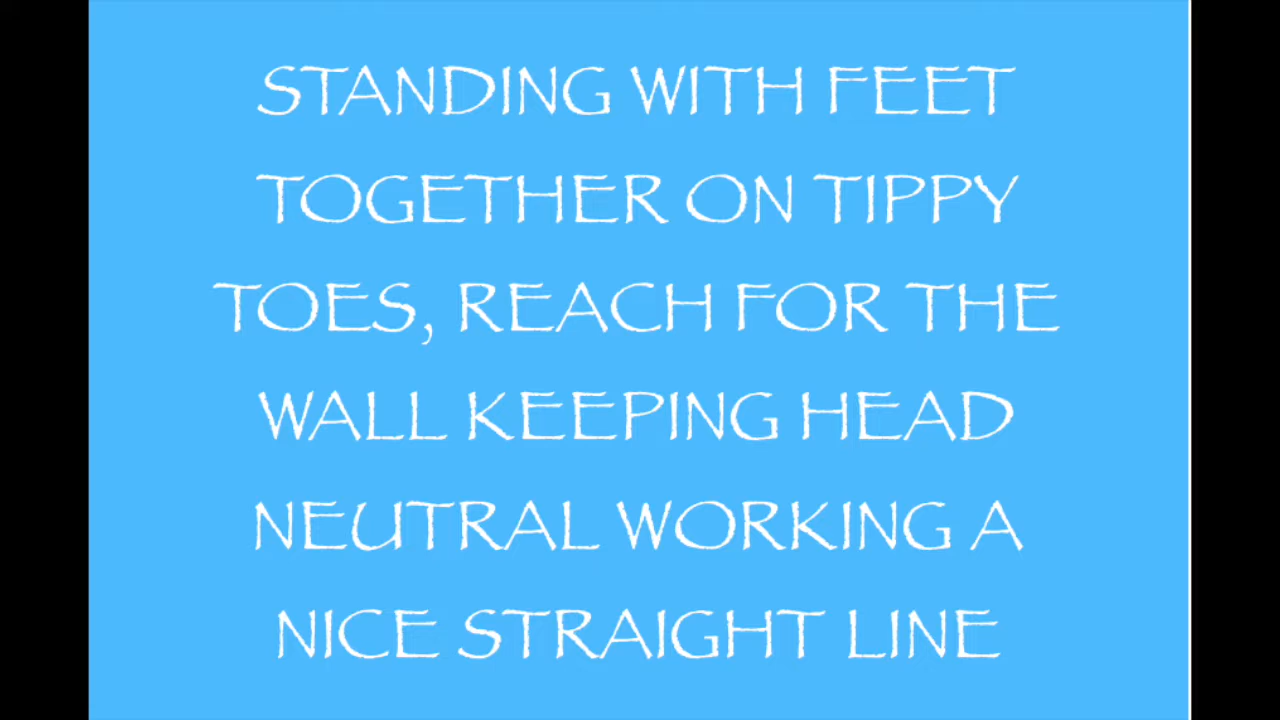 STANDING WITH FEET
TOGETHER ON TIPPY
TOES, REACH FOR THE
WALL KEEPING HEAD
NEUTRAL WORKING A
NICE STRAIGHT LINE